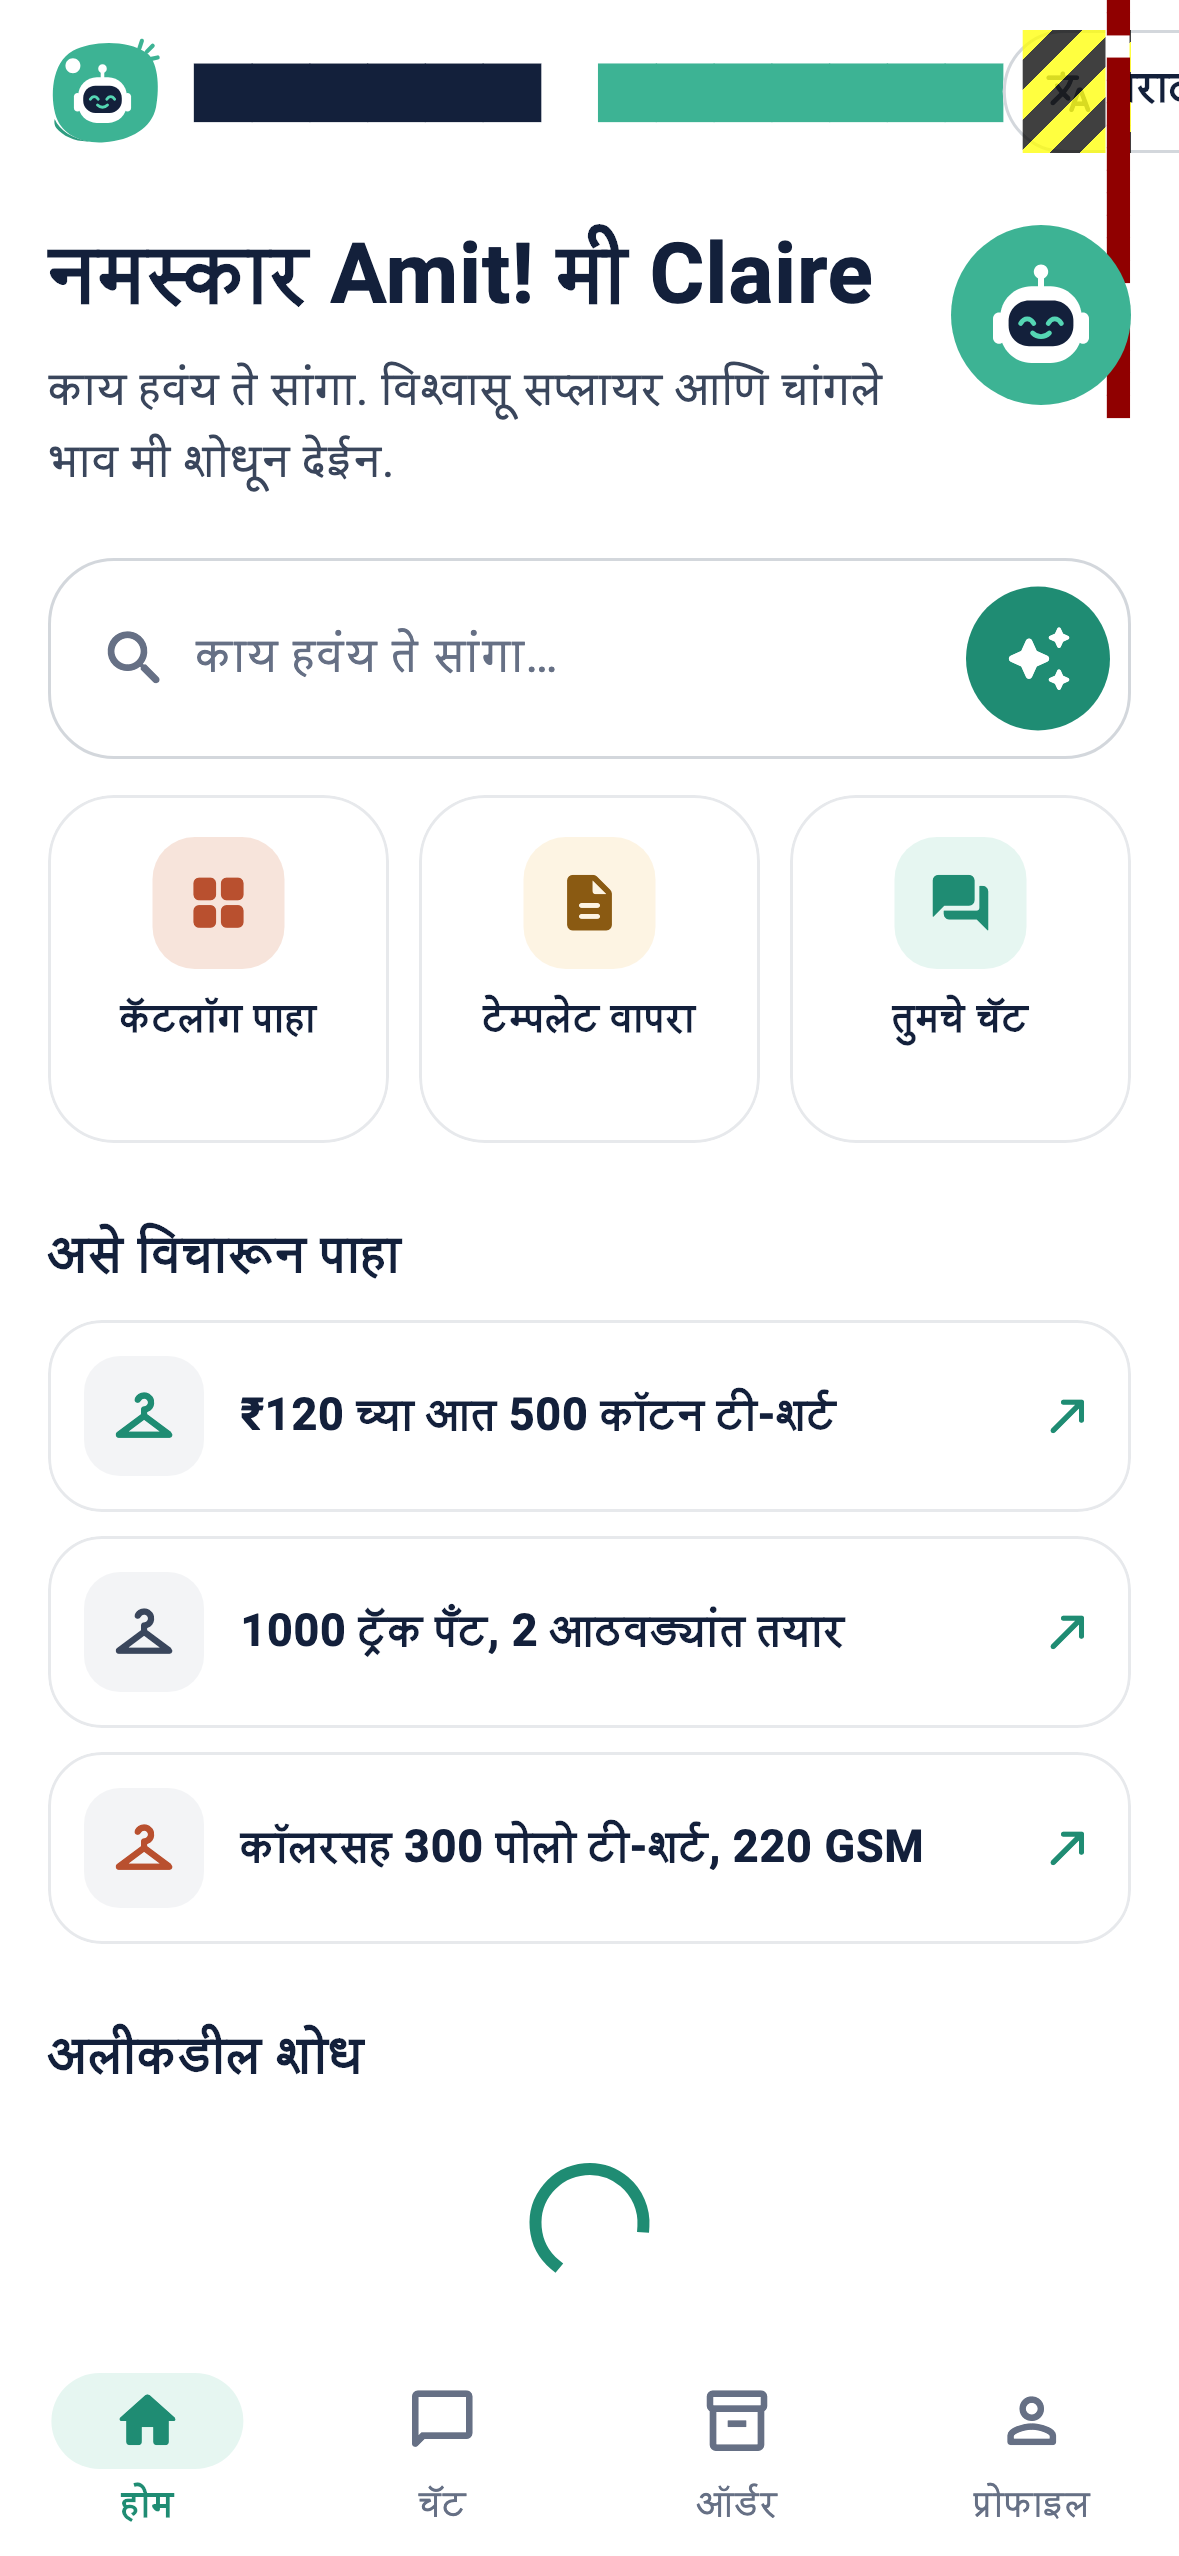 नमस्कार Amit! मी Claire
काय हवंय ते सांगा. विश्वासू सप्लायर आणि चांगले
भाव मी शोधून देईन.
काय हवंय ते सांगा...
कॅटलॉग पाहा
टेम्पलेट वापरा
तुमचे चॅट
असे विचारून पाहा
₹120 च्या आत 500 कॉटन टी-शर्ट
1000 ट्रॅक पँट, 2 आठवड्यांत तयार
कॉलरसह 300 पोलो टी-शर्ट, 220 GSM
अलीकडील शोध
होम
चॅट
ऑर्डर
प्रोफाइल